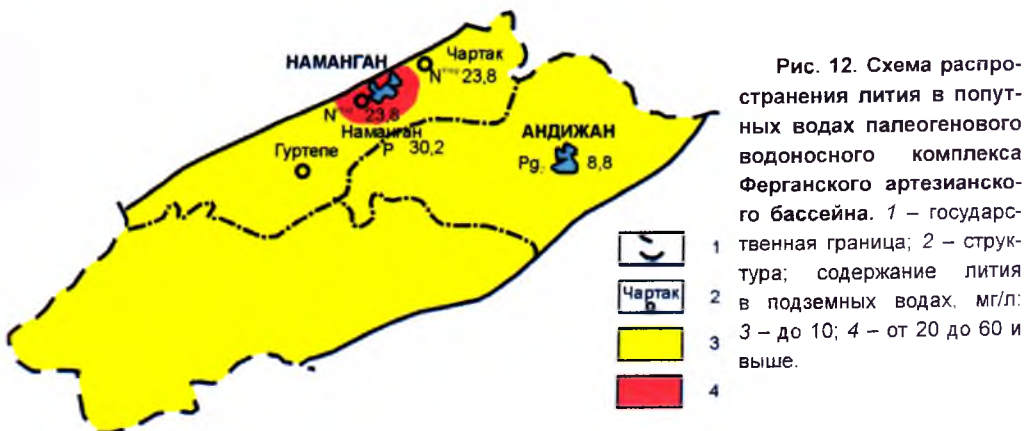 НАМАНГАН
Чартак
23,8
23,8
Наманган
Р 30,2
Гуртепе
АНДИЖАН
Pg₂ 8,8
1
Чартак 2
3
4
Рис. 12. Схема распро-
странения лития в попут-
ных водах палеогенового
водоносного комплекса
Ферганского артезианско-
го бассейна. 1 – государс-
твенная граница; 2 – струк-
тура; содержание лития
в подземных водах, мг/л:
3 – до 10; 4 – от 20 до 60 и
выше.